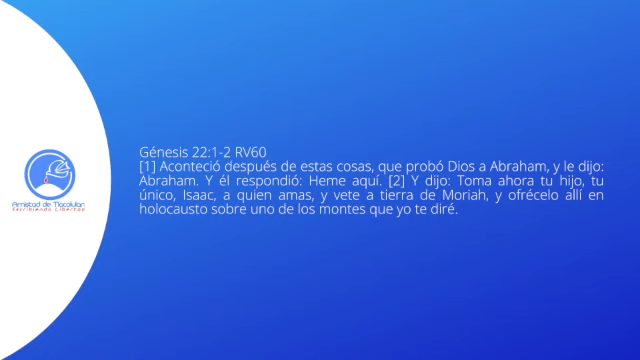 Génesis 22:1-2 RV60
[1] Aconteció después de estas cosas, que probó Dios a Abraham, y le dijo:
Abraham. Y él respondió: Heme aquí. [2] Y dijo: Toma ahora tu hijo, tu
único, Isaac, a quien amas, y vete a tierra de Moriah, y ofrécelo allí en
holocausto sobre uno de los montes que yo te diré.
Amistad de Tlacolulan
Escribiendo Libertad